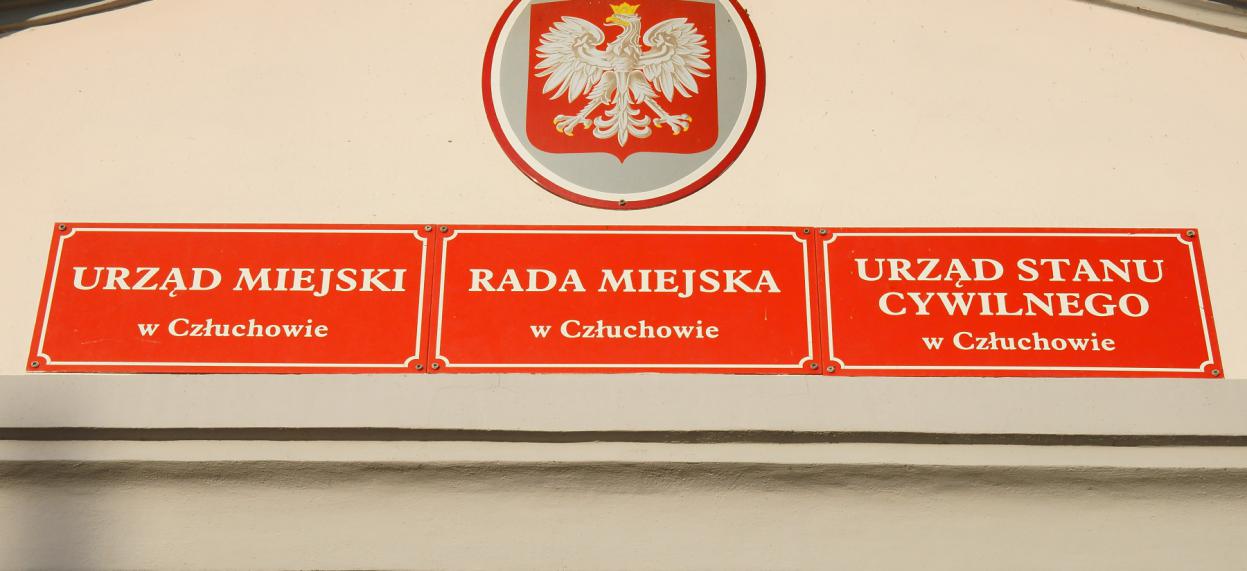 URZĄD MIEJSKI
w Człuchowie
RADA MIEJSKA
w Człuchowie
URZĄD STANU
CYWILNEGO
w Człuchowie